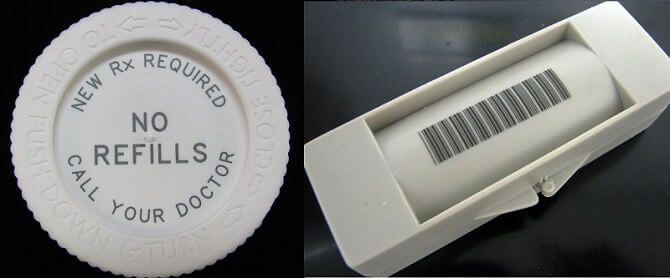 NEW Rx REQUIRED
NO
REFILLS
CALL YOUR DOCTOR
TO OPEN PUSH DOWN & TURN
CLOSE TIGHTLY